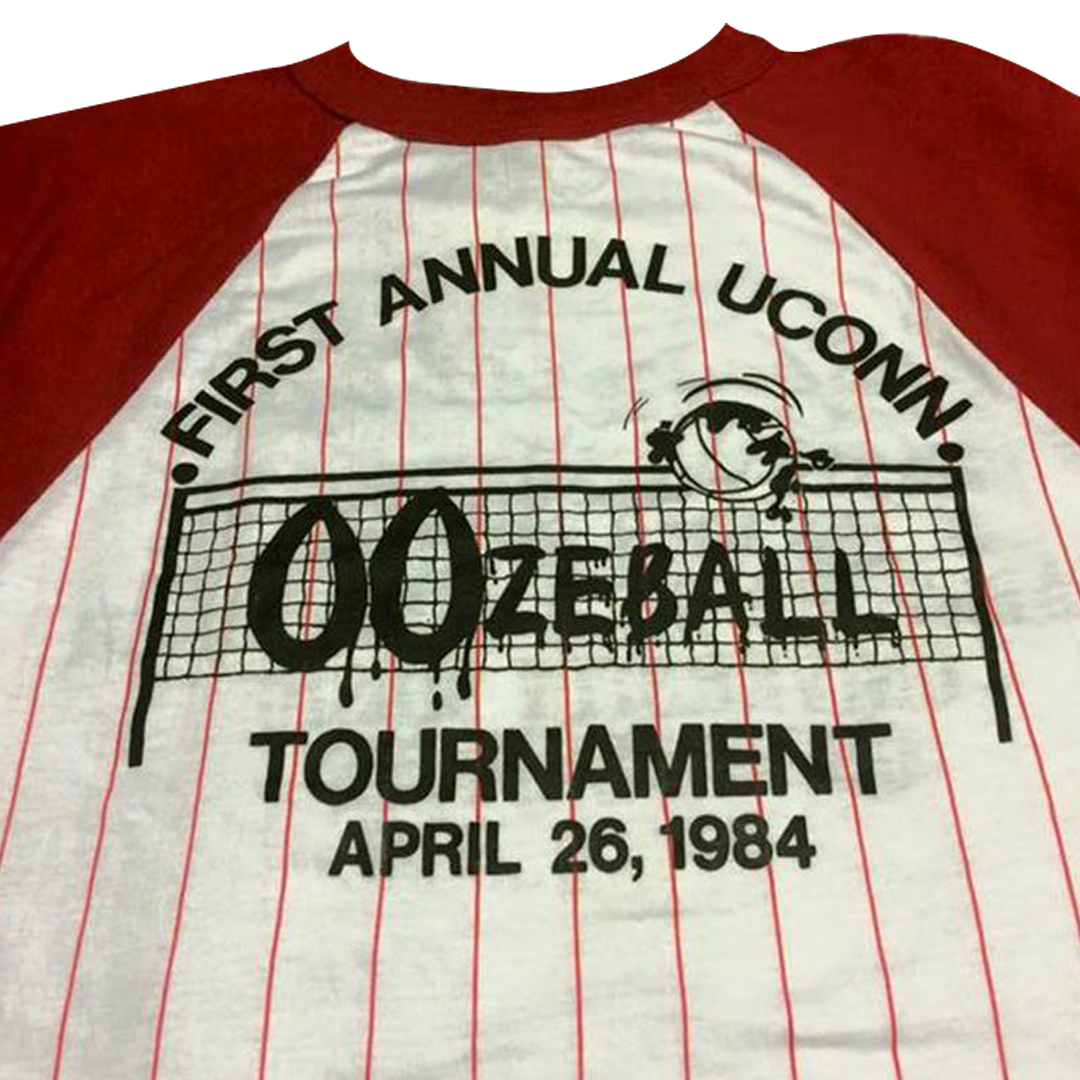 FIRST ANNUAL UCONN
OOZEBALL
TOURNAMENT
APRIL 26, 1984